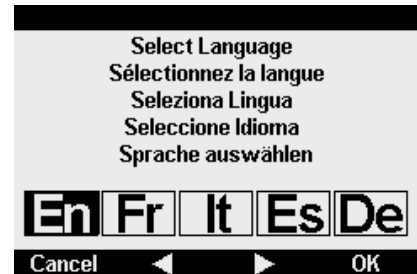 Select Language
Sélectionnez la langue
Seleziona Lingua
Seleccione Idioma
Sprache auswählen
En Fr It Es De
Cancel ◀ ▶ OK